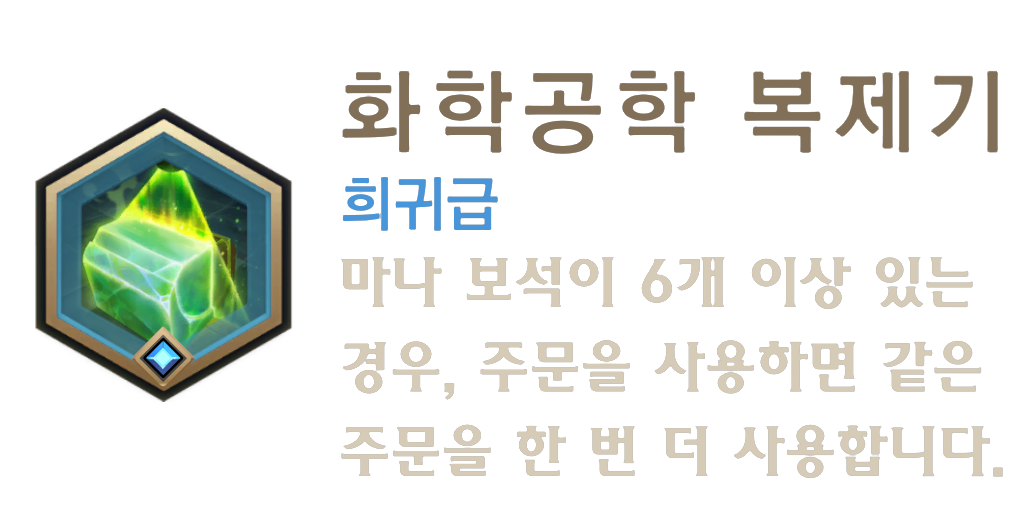 화학공학 복제기
희귀급
마나 보석이 6개 이상 있는
경우, 주문을 사용하면 같은
주문을 한 번 더 사용합니다.